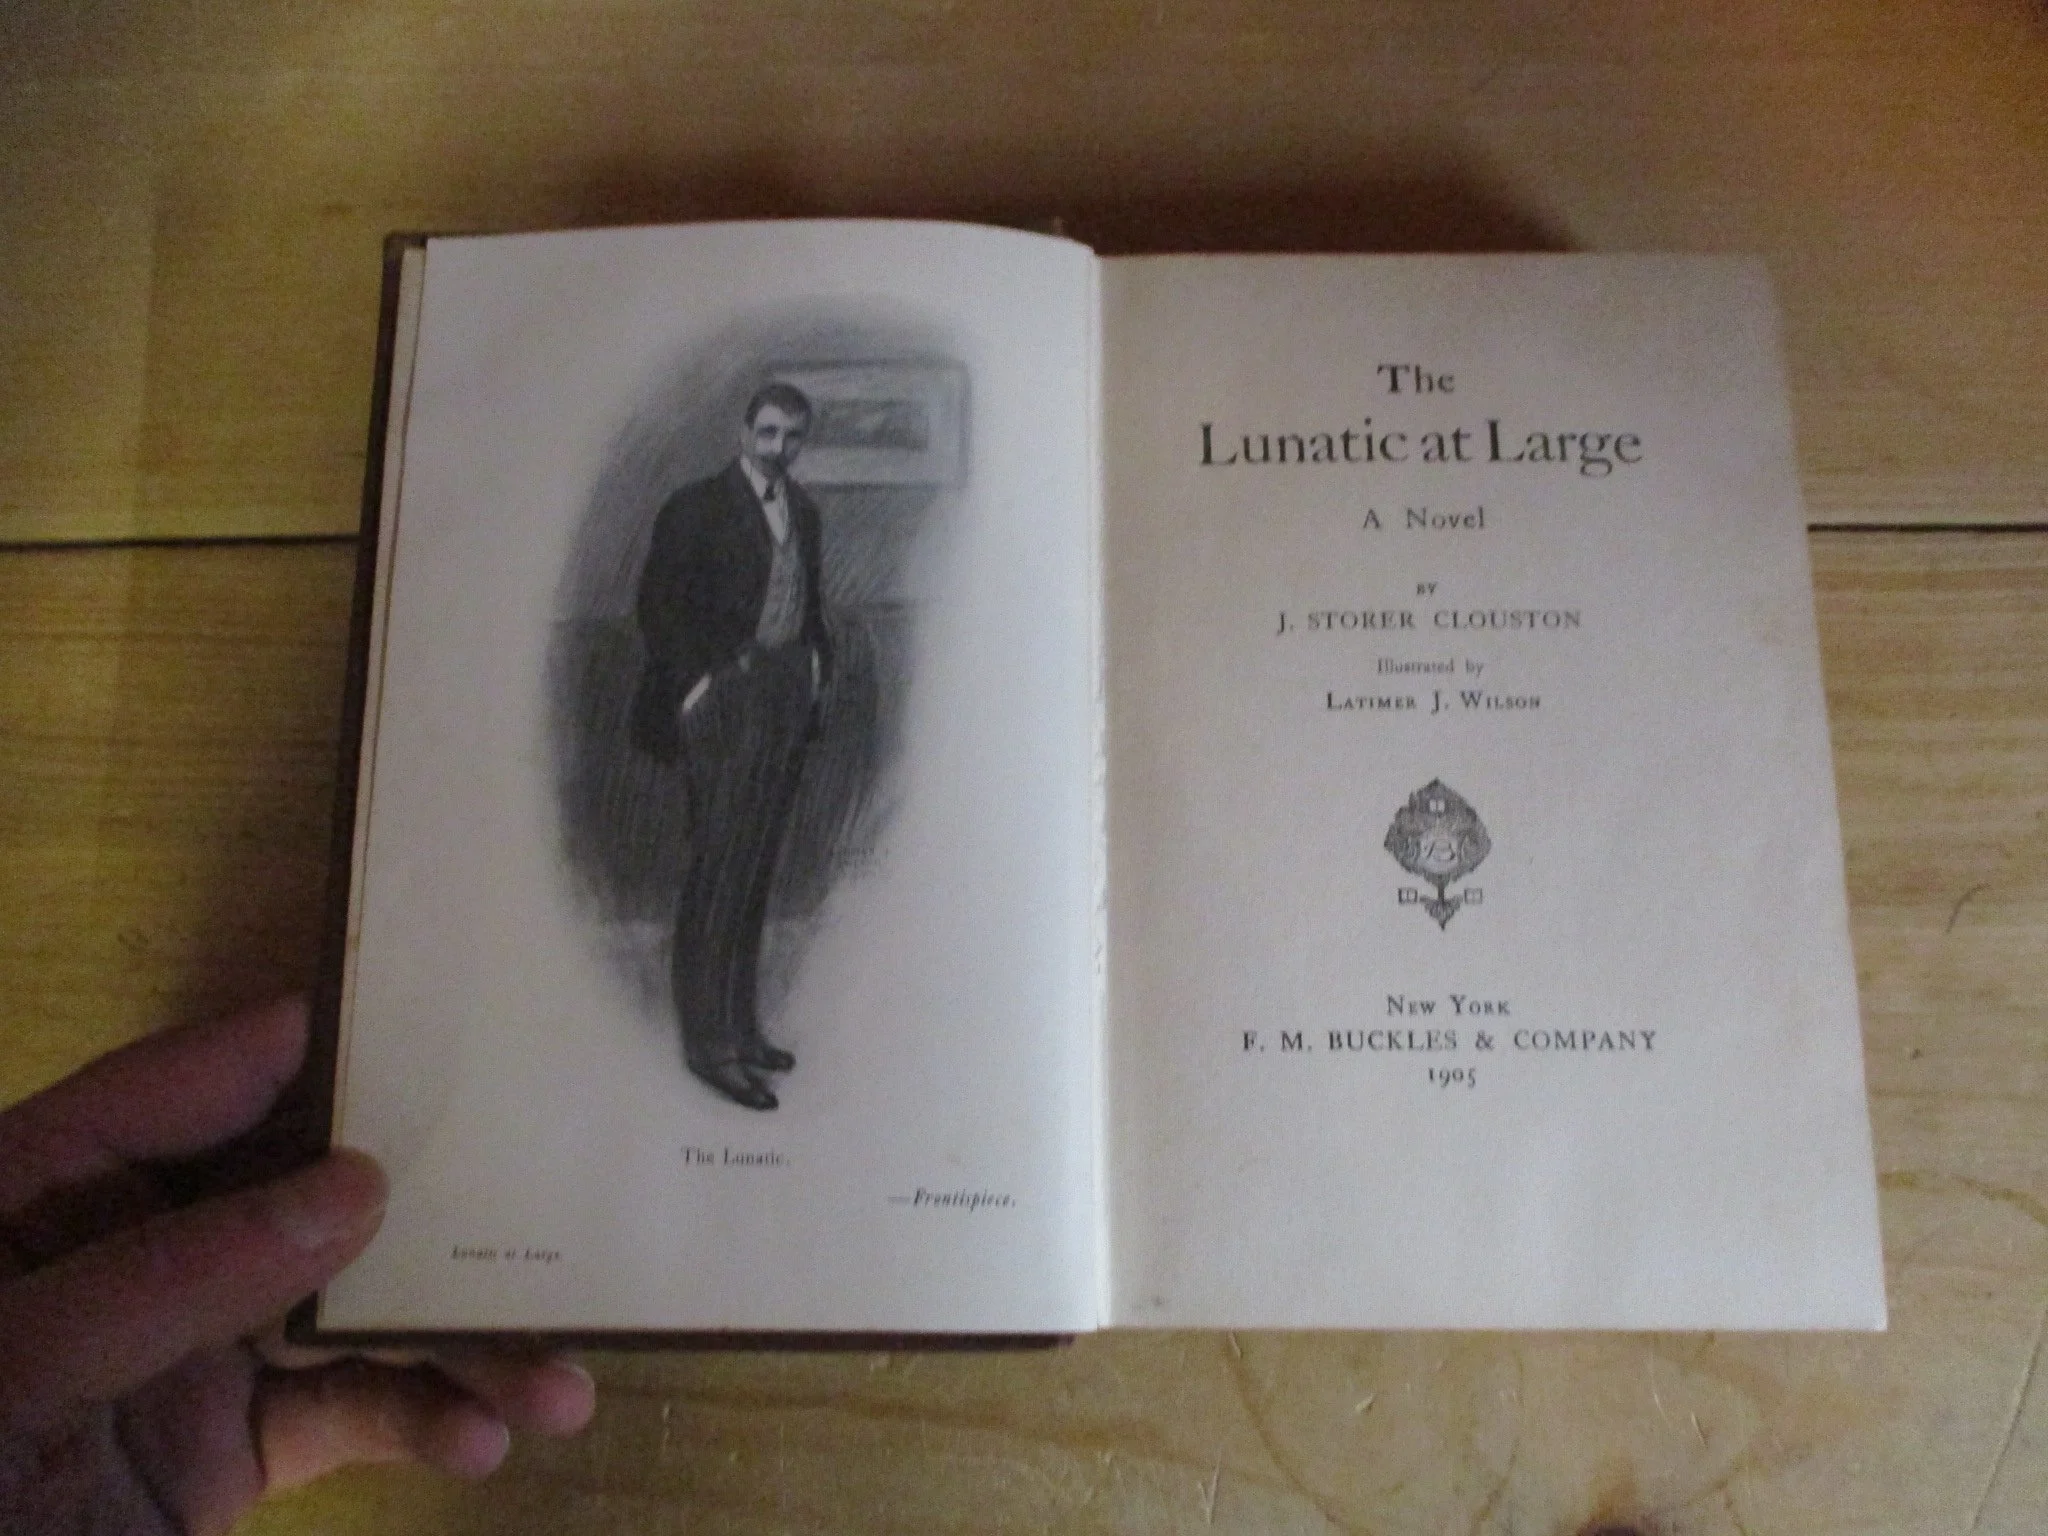 The Lunatic.
—Frontispiece.
Lunatic at Large.
The
Lunatic at Large
A Novel
BY
J. STORER CLOUSTON
Illustrated by
LATIMER J. WILSON
B
NEW YORK
F. M. BUCKLES & COMPANY
1905